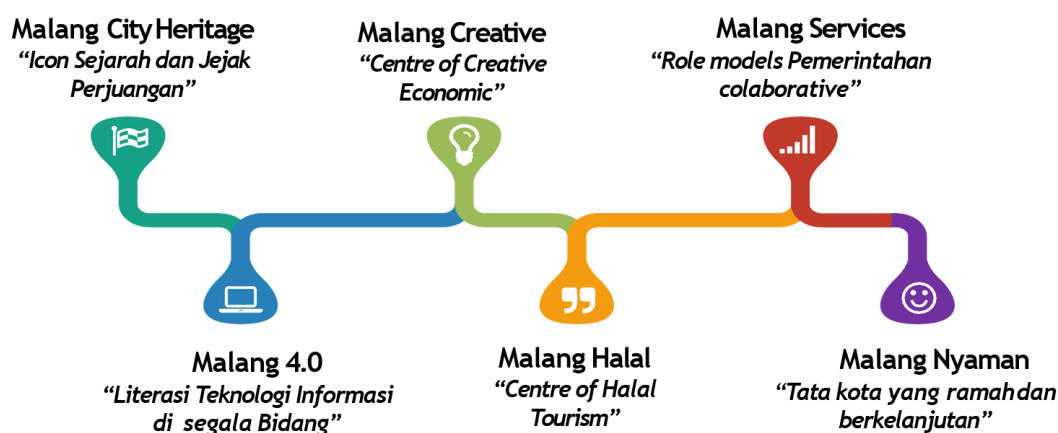 Malang City Heritage
“Icon Sejarah dan Jejak
Perjuangan”
Malang Creative
“Centre of Creative
Economic”
Malang Services
“Role models Pemerintahan
colaborative”
Malang 4.0
“Literasi Teknologi Informasi
di segala Bidang”
Malang Halal
“Centre of Halal
Tourism”
Malang Nyaman
“Tata kota yang ramah dan
berkelanjutan”